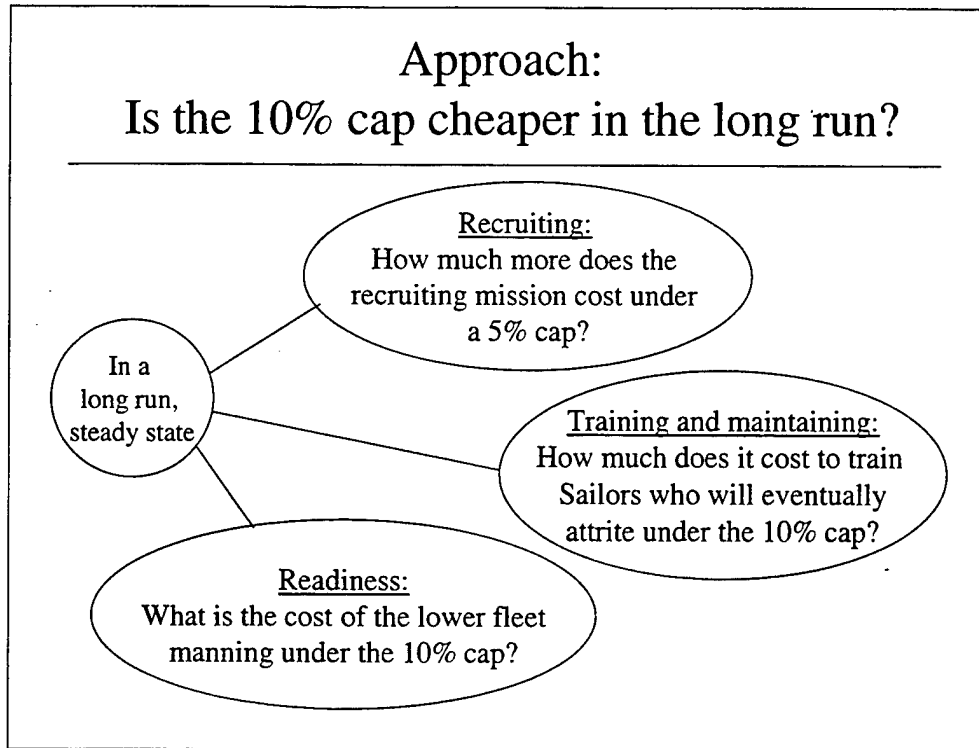 Approach:
Is the 10% cap cheaper in the long run?
Recruiting:
How much more does the
recruiting mission cost under
a 5% cap?
In a
long run,
steady state
Training and maintaining:
How much does it cost to train
Sailors who will eventually
attrite under the 10% cap?
Readiness:
What is the cost of the lower fleet
manning under the 10% cap?